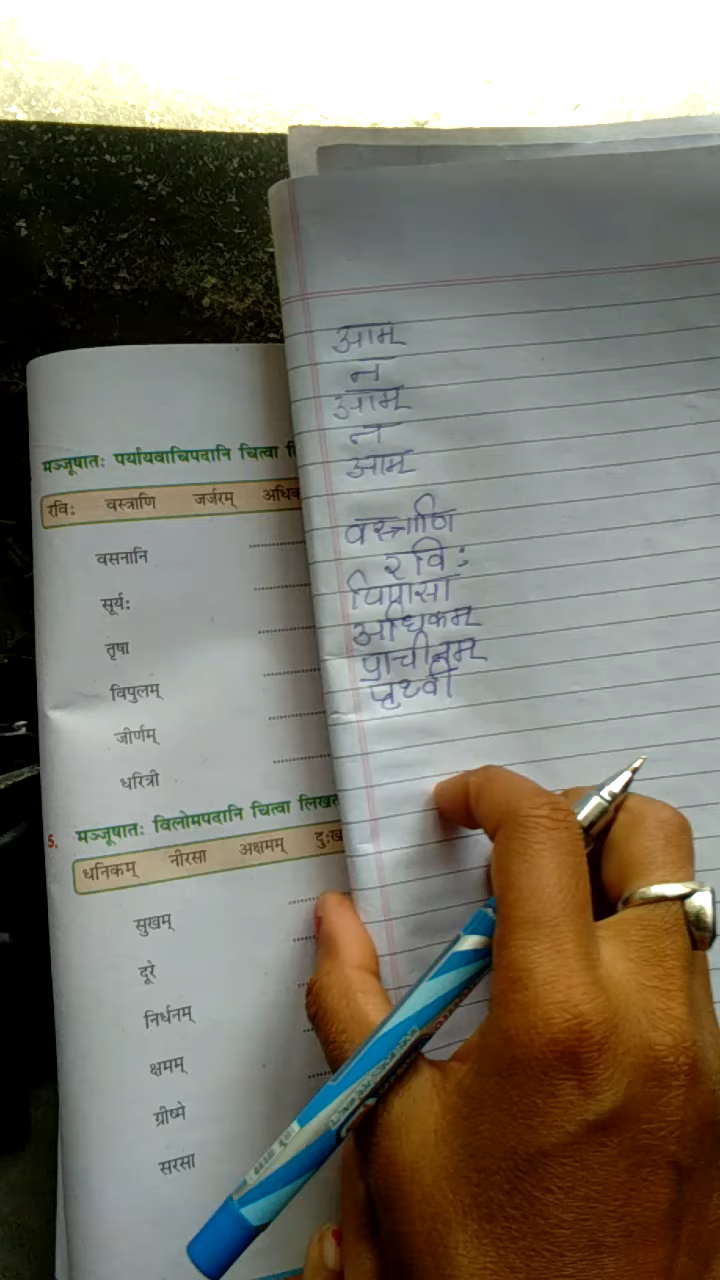 मञ्जूषातः पर्यायवाचिपदानि चित्वा
रविः वस्त्राणि जर्जरम्
वसनानि
सूर्यः
तृषा
विपुलम्
जीर्णम्
धरित्री
5. मञ्जूषातः विलोमपदानि चित्वा लिखत
धनिकम् नीरसा अक्षमम्
सुखम्
दूरे
निर्धनम्
क्षमम्
ग्रीष्मे
सरसा
आम्
न
आम्
न
आम्
वस्त्राणि
रविः
पिपासा
अधिकम्
प्राचीनम्
पृथ्वी